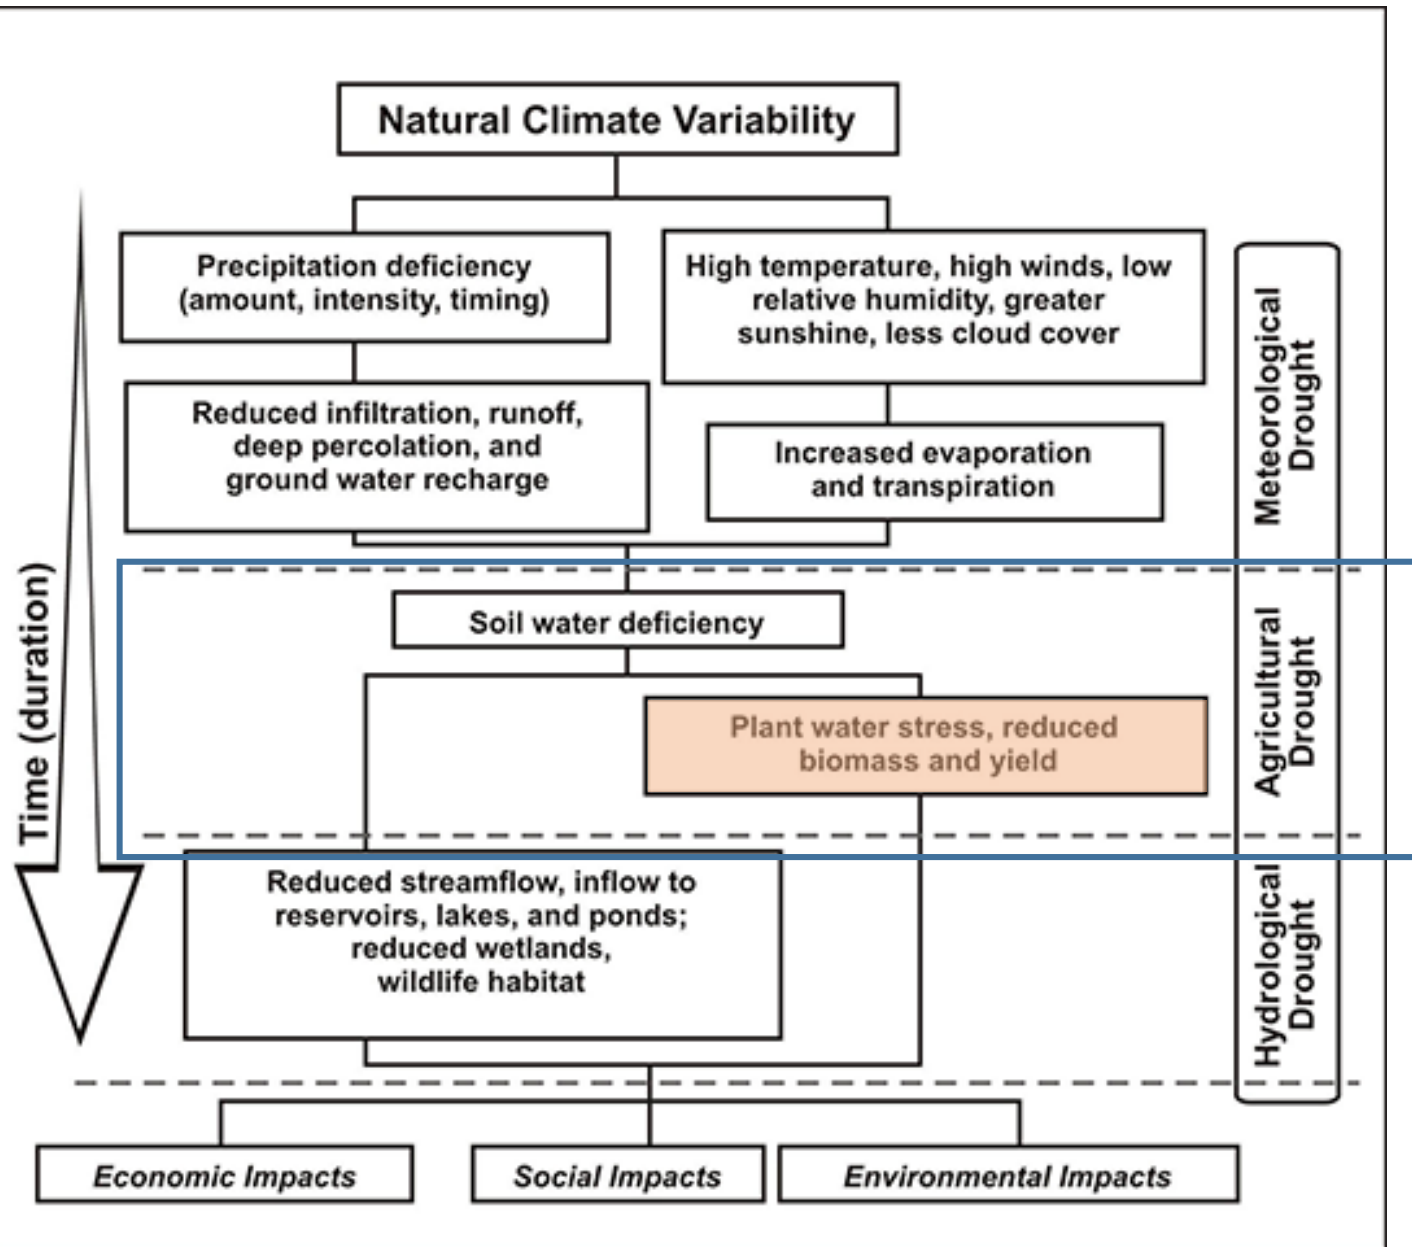 Natural Climate Variability
Precipitation deficiency
(amount, intensity, timing)
High temperature, high winds, low
relative humidity, greater
sunshine, less cloud cover
Reduced infiltration, runoff,
deep percolation, and
ground water recharge
Increased evaporation
and transpiration
Meteorological
Drought
Time (duration)
Soil water deficiency
Plant water stress, reduced
biomass and yield
Agricultural
Drought
Reduced streamflow, inflow to
reservoirs, lakes, and ponds;
reduced wetlands,
wildlife habitat
Hydrological
Drought
Economic Impacts
Social Impacts
Environmental Impacts